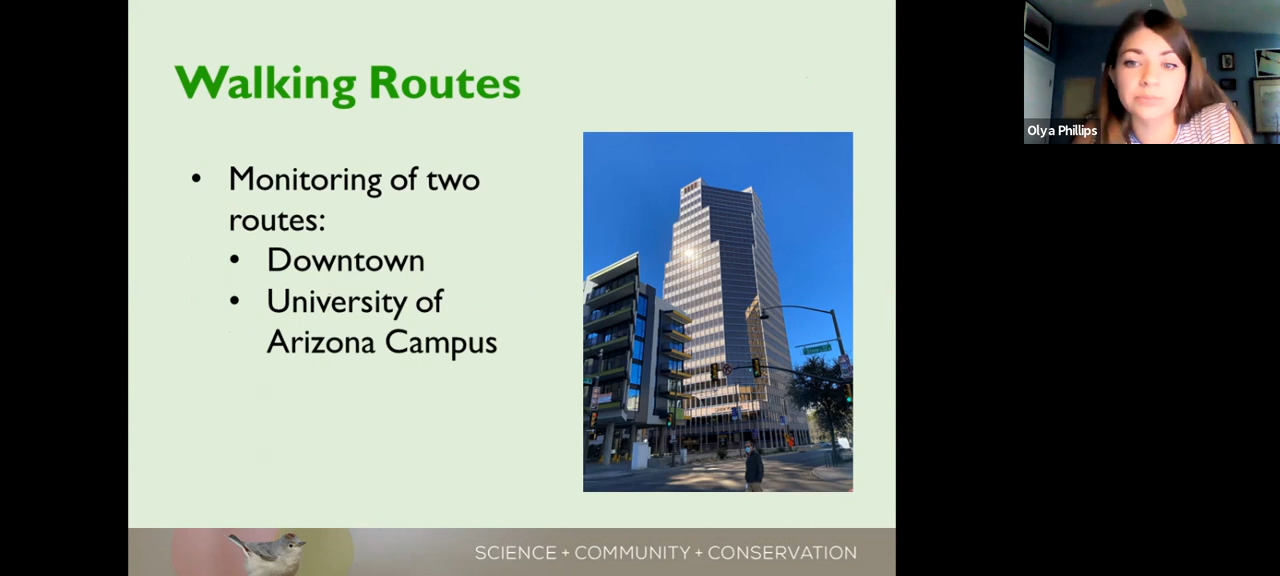 Walking Routes
• Monitoring of two
routes:
• Downtown
• University of
Arizona Campus
SCIENCE + COMMUNITY + CONSERVATION
Olya Phillips